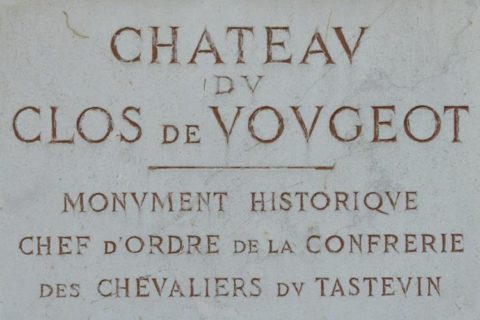 CHATEAV
DV
CLOS DE VOVGEOT
MONVMENT HISTORIQVE
CHEF D'ORDRE DE LA CONFRERIE
DES CHEVALIERS DV TASTEVIN